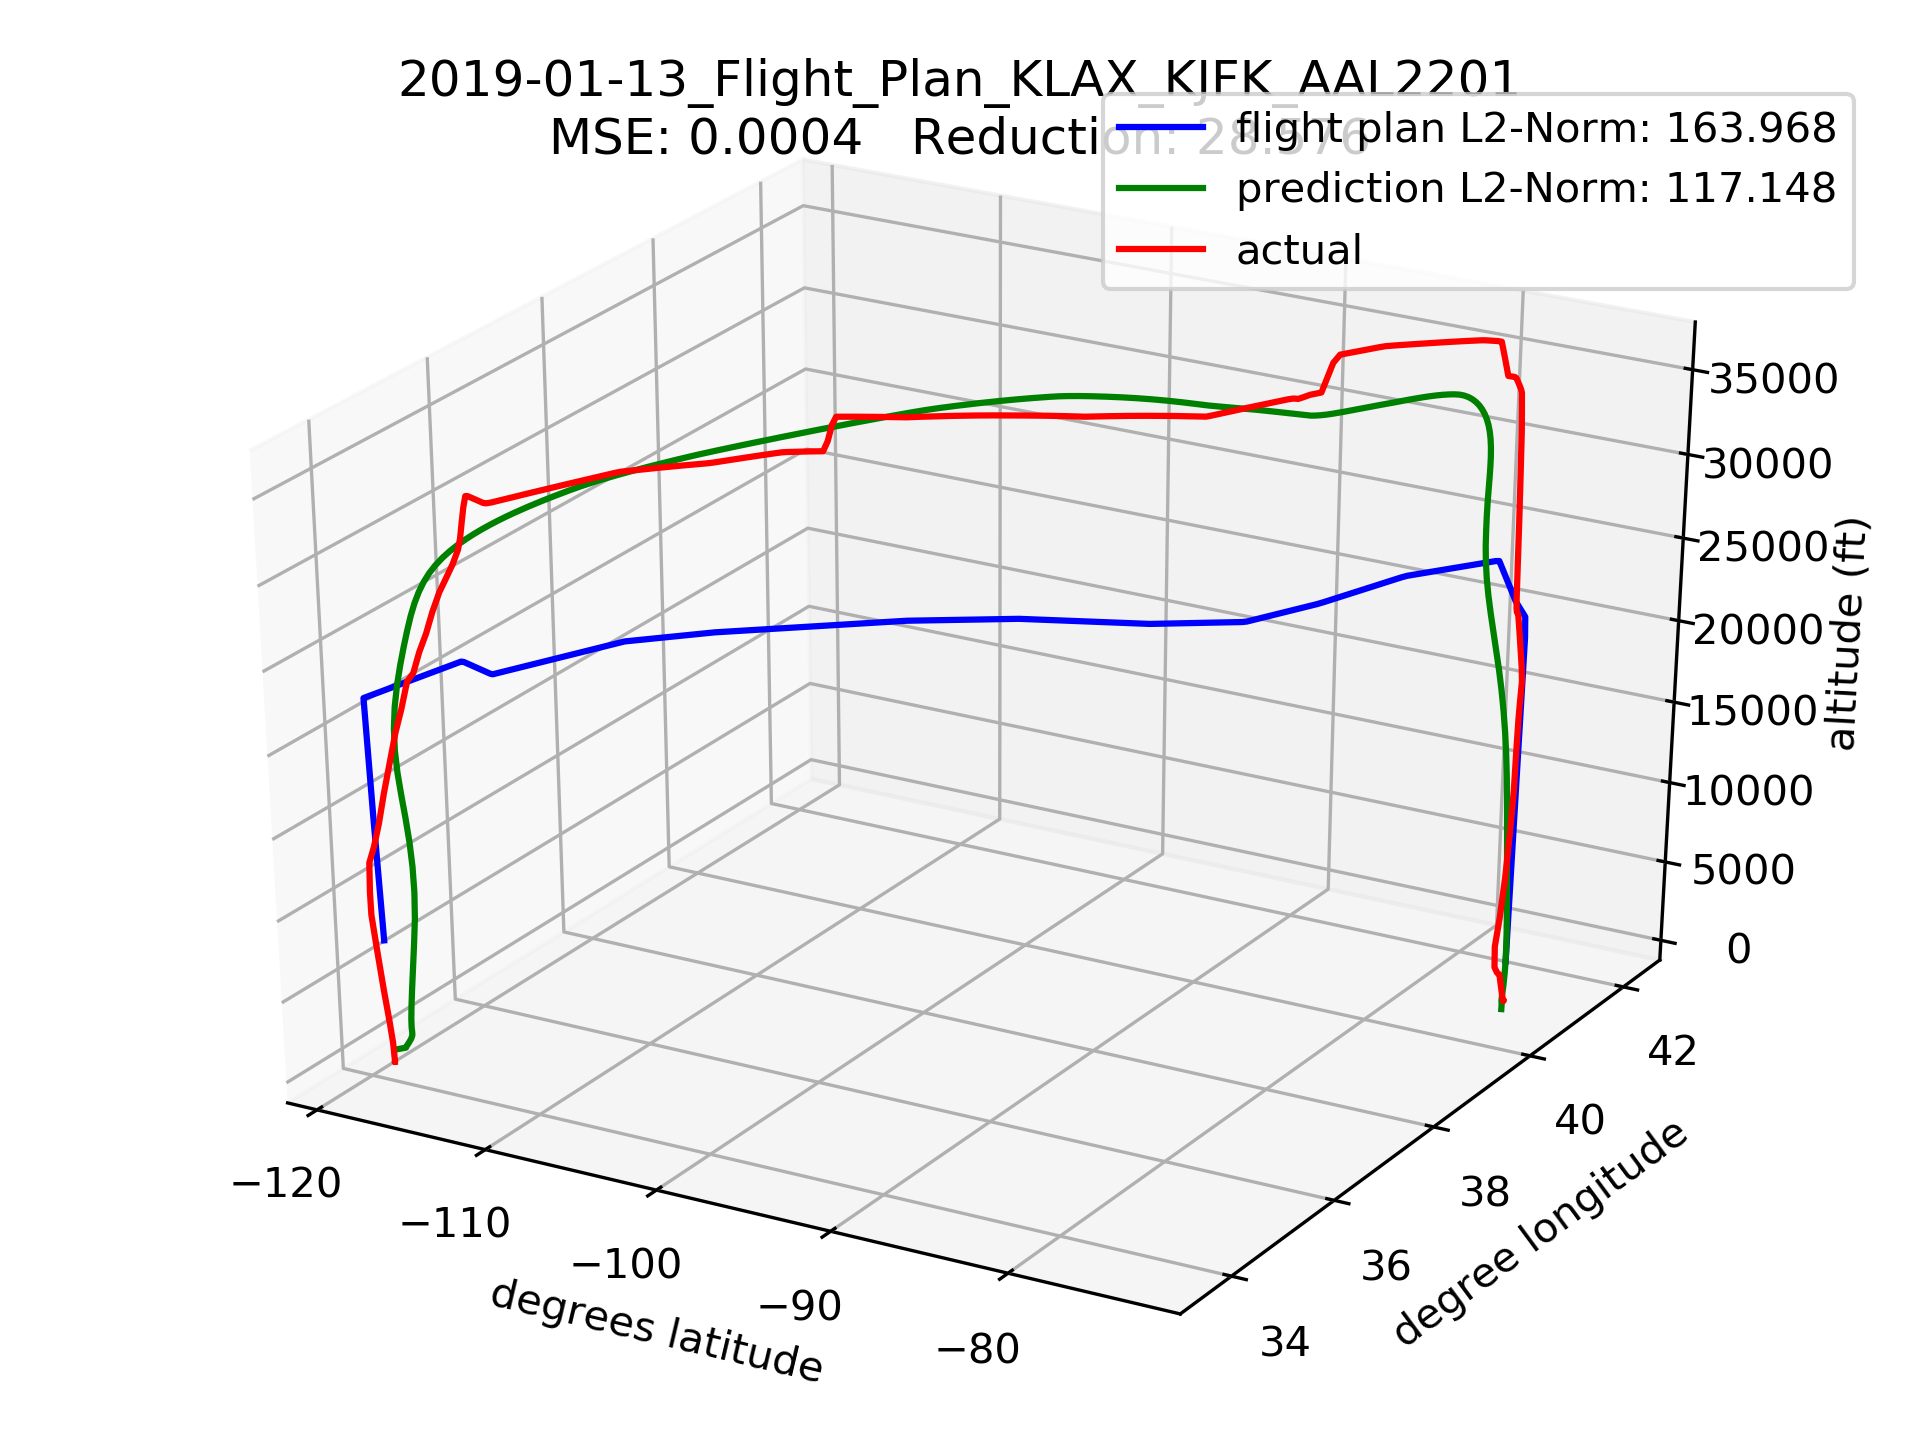 2019-01-13_Flight_Plan_KLAX_KJFK_AAL2201
MSE: 0.0004 Reduction: 28.576
flight plan L2-Norm: 163.968
prediction L2-Norm: 117.148
actual
35000
30000
25000
20000
15000
10000
5000
0
altitude (ft)
42
40
38
36
34
degree longitude
−120
−110
−100
−90
−80
degrees latitude